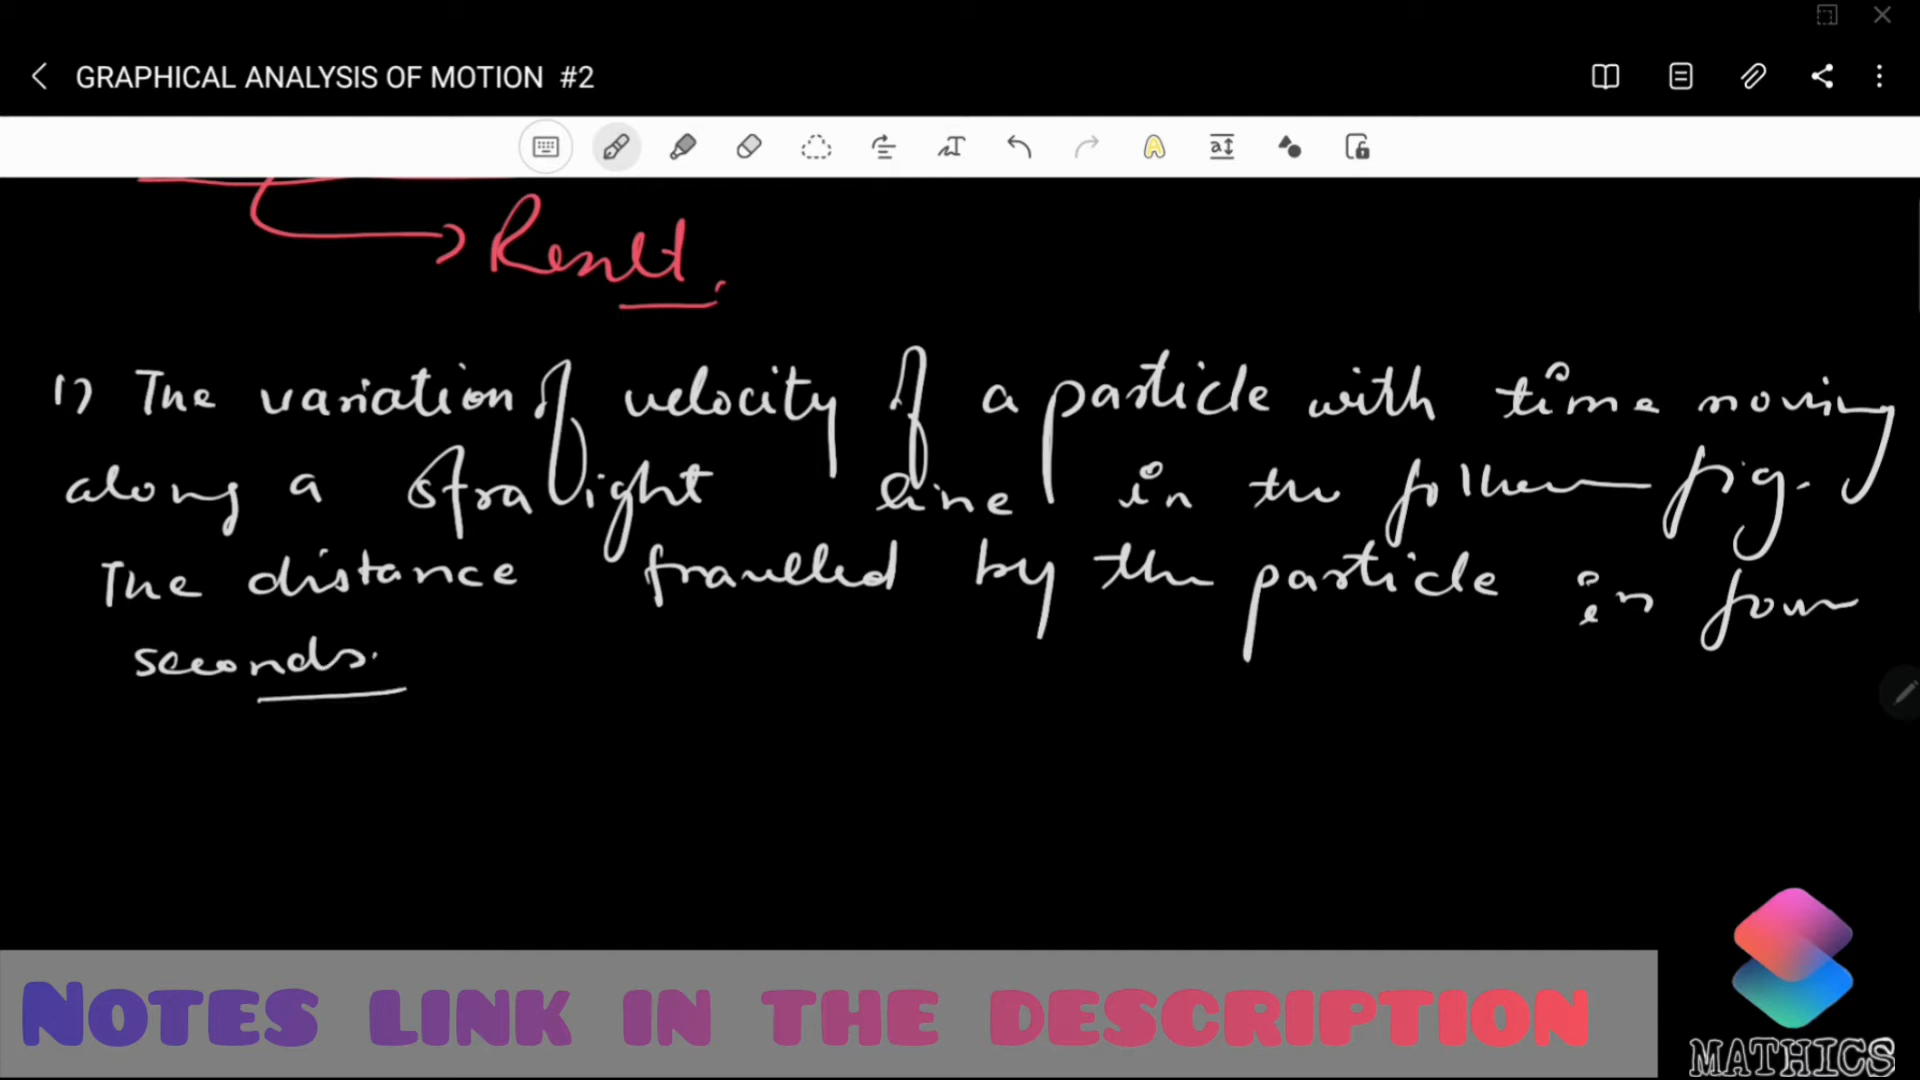 GRAPHICAL ANALYSIS OF MOTION #2
Result.
1) The variation of velocity of a particle with time moving
along a straight line in the follwen fig.
The distance travelled by the particle in four
seconds.
NOTES LINK IN THE DESCRIPTION
MATHICS